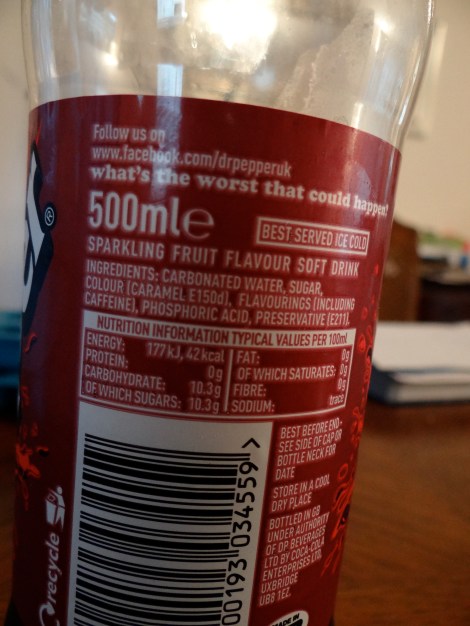 Follow us on
www.facebook.com/drpepperuk
what's the worst that could happen?
500mle
BEST SERVED ICE COLD
SPARKLING FRUIT FLAVOUR SOFT DRINK
INGREDIENTS: CARBONATED WATER, SUGAR,
COLOUR (CARAMEL E150d), FLAVOURINGS (INCLUDING
CAFFEINE), PHOSPHORIC ACID, PRESERVATIVE (E211).
NUTRITION INFORMATION TYPICAL VALUES PER 100ml
ENERGY: 177kJ, 42kcal
PROTEIN: 0g
CARBOHYDRATE: 10.3g
OF WHICH SUGARS: 10.3g
FAT: 0g
OF WHICH SATURATES: 0g
FIBRE: 0g
SODIUM: trace
BEST BEFORE END-
SEE SIDE OF CAP OR
BOTTLE NECK FOR
DATE
STORE IN A COOL
DRY PLACE
BOTTLED IN GB
UNDER AUTHORITY
OF DP BEVERAGES
LTD BY COCA-COLA
ENTERPRISES LTD,
UXBRIDGE
UB8 1EZ.
MADE IN
00193 034559 >
recycle
®